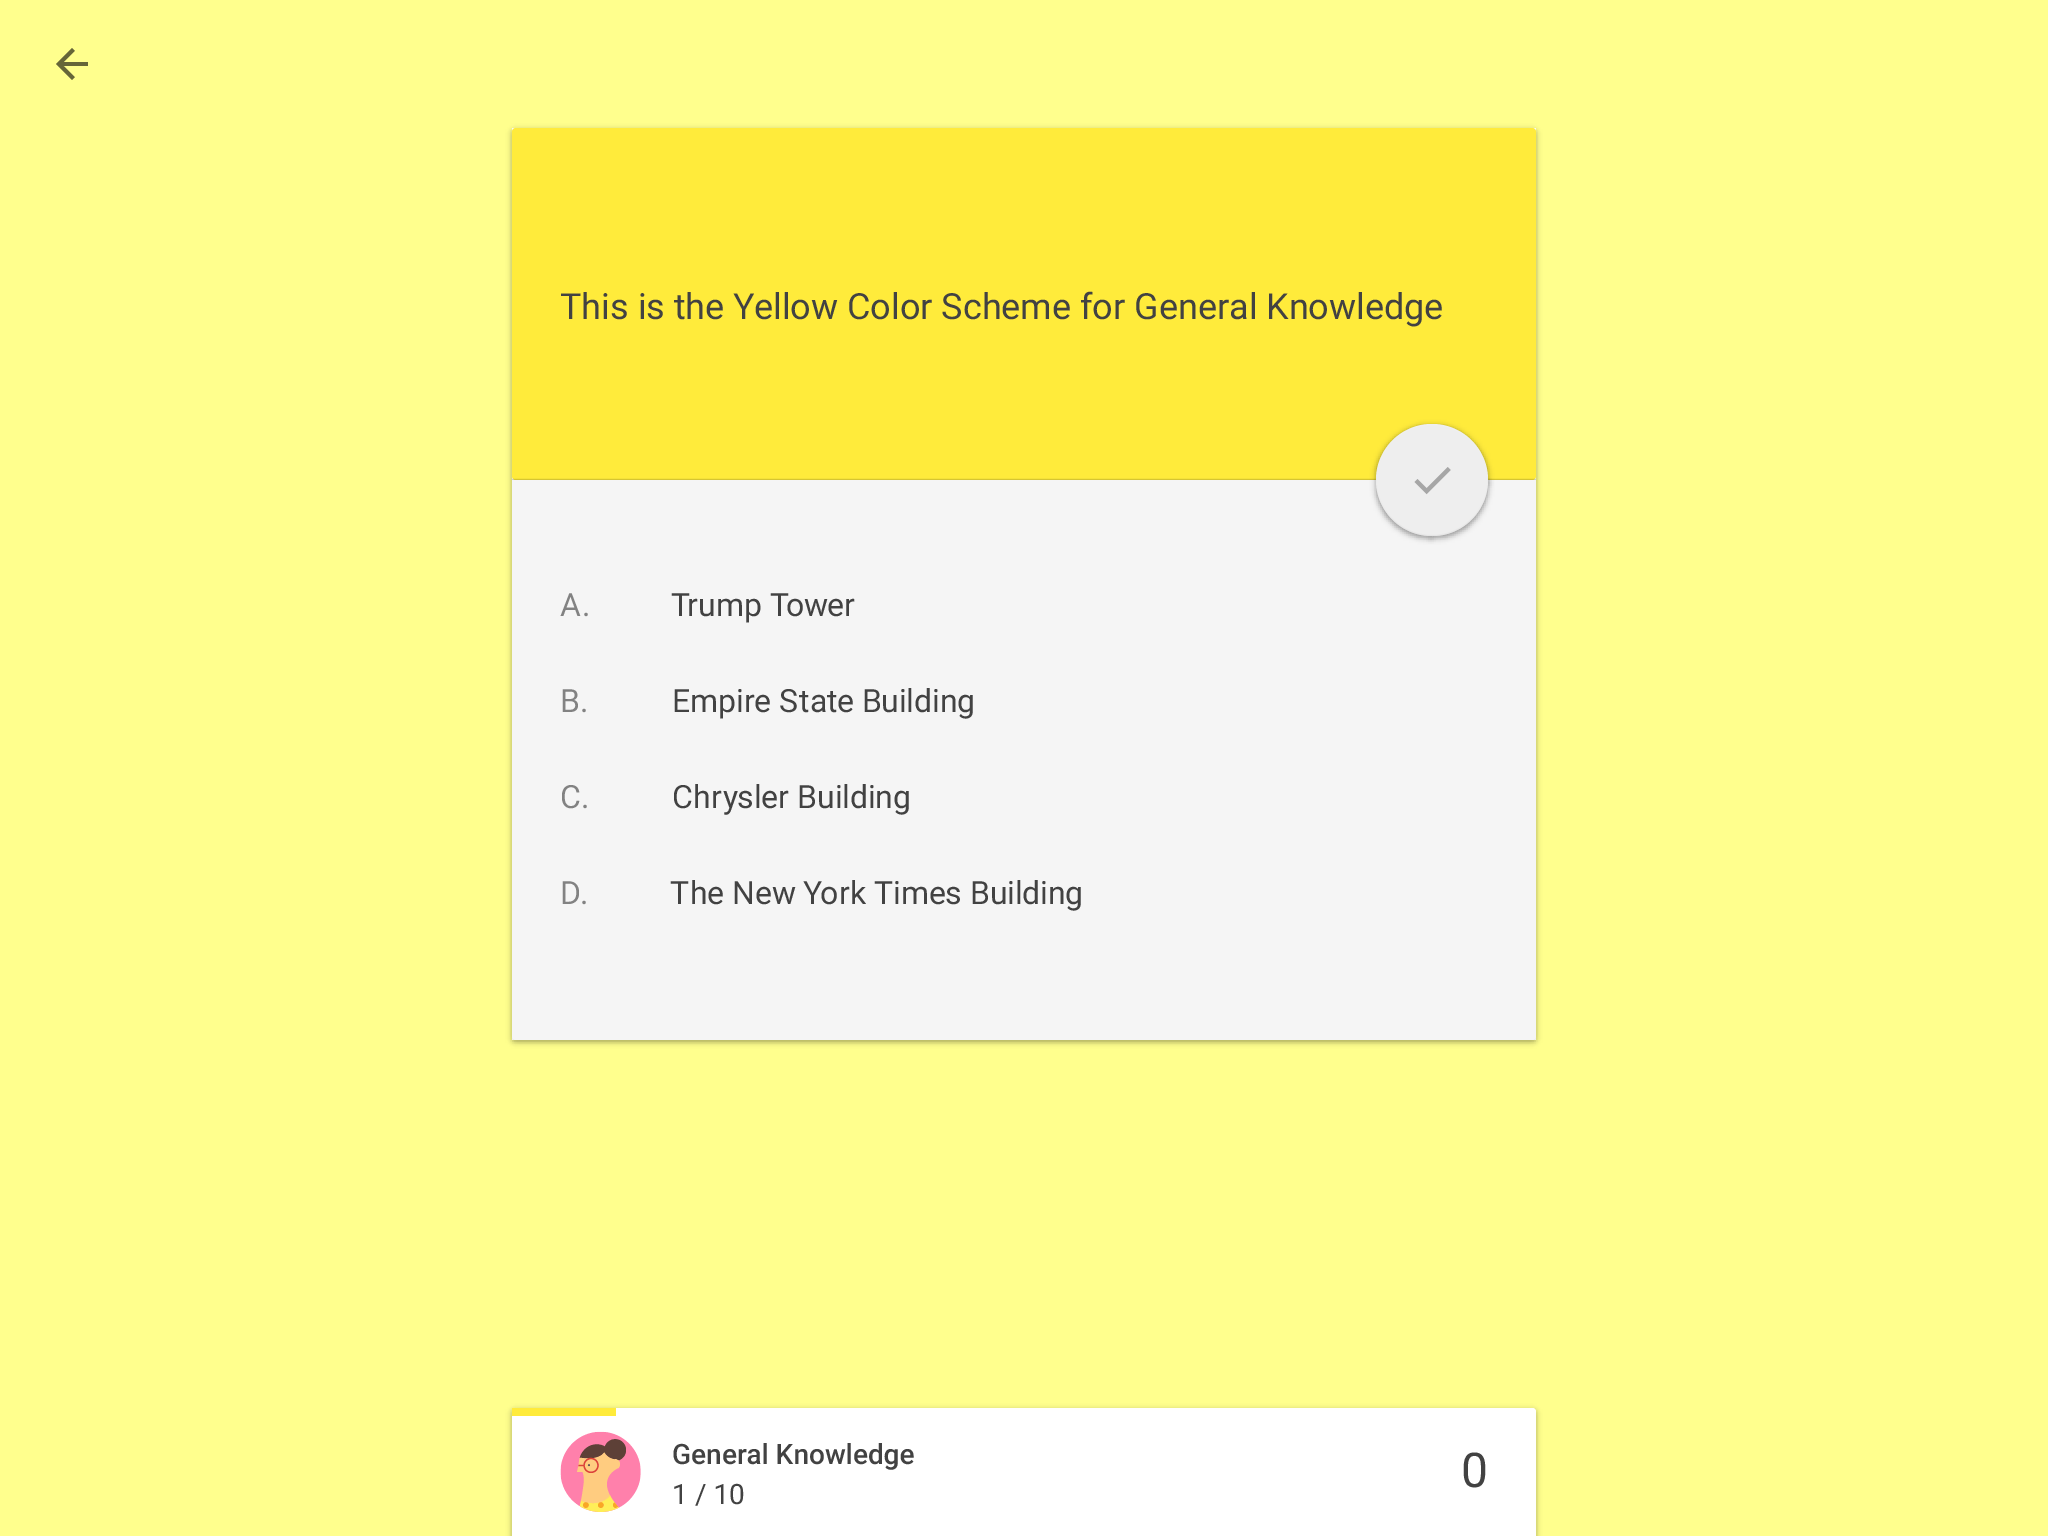 This is the Yellow Color Scheme for General Knowledge
A. Trump Tower
B. Empire State Building
C. Chrysler Building
D. The New York Times Building
General Knowledge
1 / 10
0